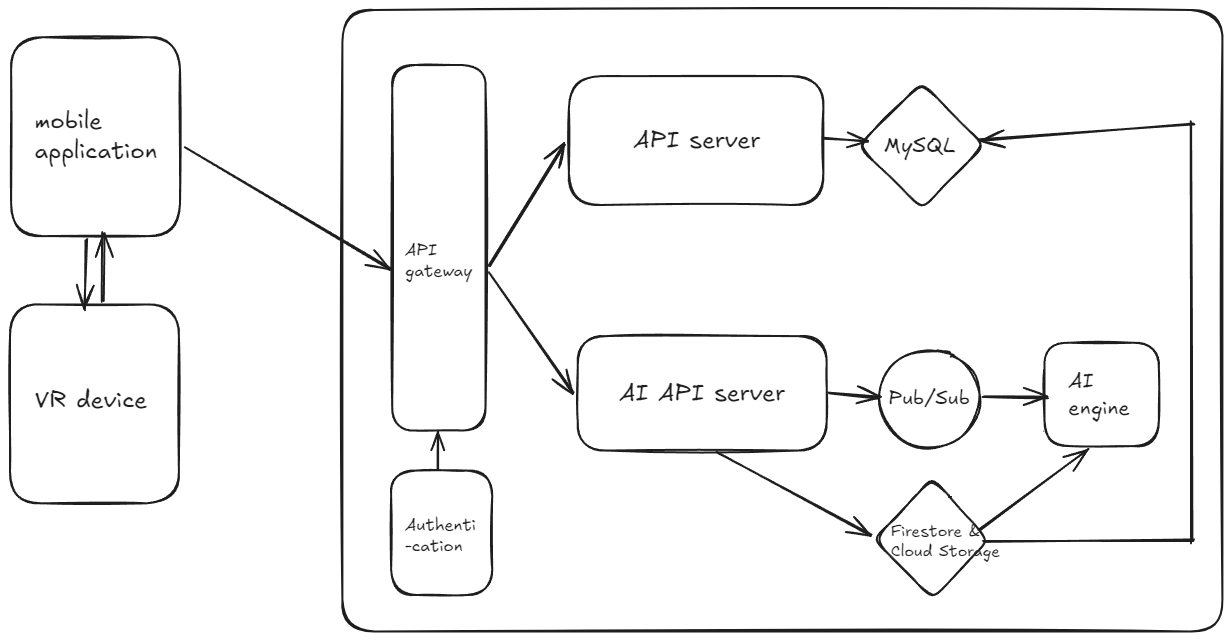 mobile
application
VR device
API
gateway
Authenti
-cation
API server
MySQL
AI API server
Pub/Sub
AI
engine
Firestore &
Cloud Storage